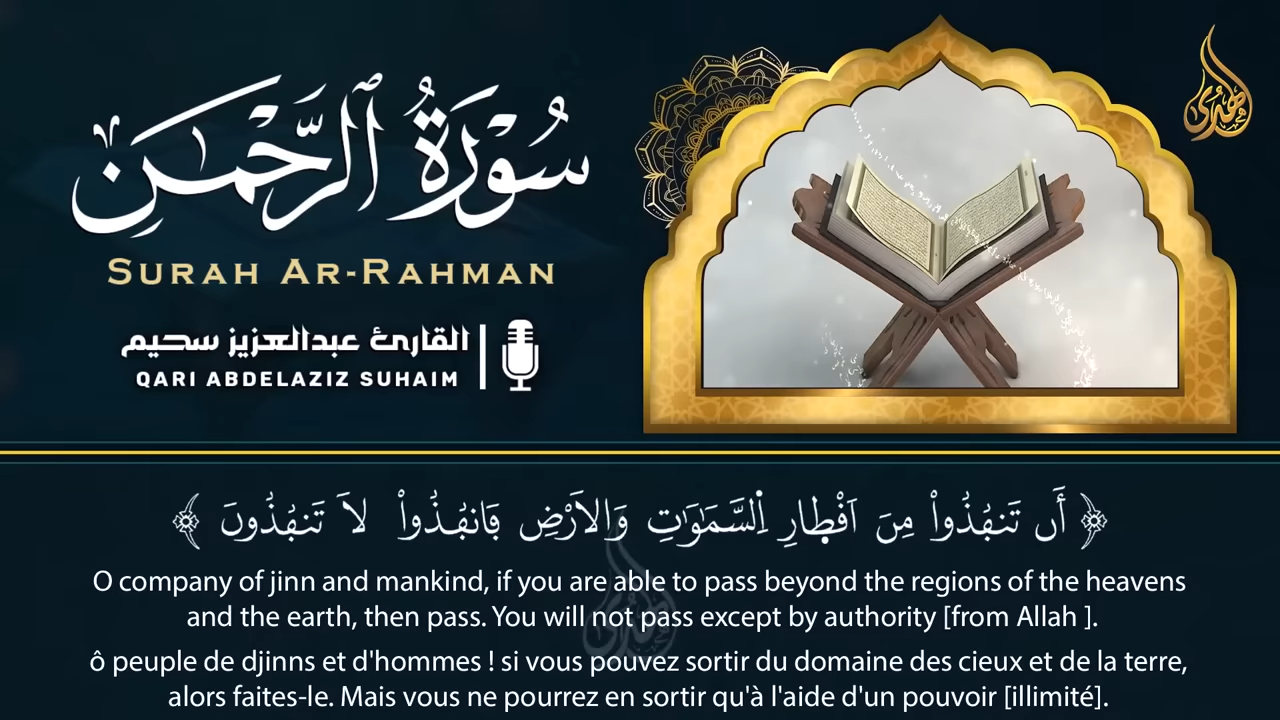 سُوْرَةُ ٱلرَّحْمَـٰنِ
SURAH AR-RAHMAN
القارئ عبدالعزيز سحيم
QARI ABDELAZIZ SUHAIM
﴿ أَن تَنفُذُواْ مِنَ اَقْطارِ اِ۬لسَّمَٰوَٰتِ وَالَارْضِ فَانفُذُواْ لَا تَنفُذُونَ ﴾
O company of jinn and mankind, if you are able to pass beyond the regions of the heavens
and the earth, then pass. You will not pass except by authority [from Allah ].
ô peuple de djinns et d'hommes ! si vous pouvez sortir du domaine des cieux et de la terre,
alors faites-le. Mais vous ne pourrez en sortir qu'à l'aide d'un pouvoir [illimité].